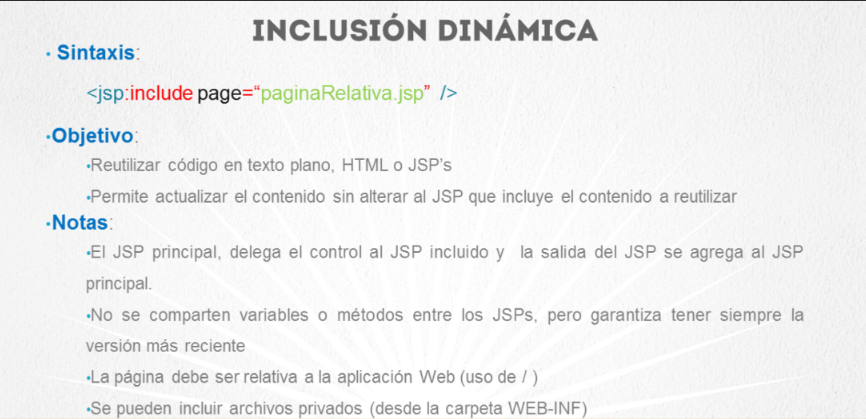 INCLUSIÓN DINÁMICA
• Sintaxis:
<jsp:include page=“paginaRelativa.jsp” />
•Objetivo:
•Reutilizar código en texto plano, HTML o JSP’s
•Permite actualizar el contenido sin alterar al JSP que incluye el contenido a reutilizar
•Notas:
•El JSP principal, delega el control al JSP incluido y la salida del JSP se agrega al JSP
principal.
•No se comparten variables o métodos entre los JSPs, pero garantiza tener siempre la
versión más reciente
•La página debe ser relativa a la aplicación Web (uso de / )
•Se pueden incluir archivos privados (desde la carpeta WEB-INF)